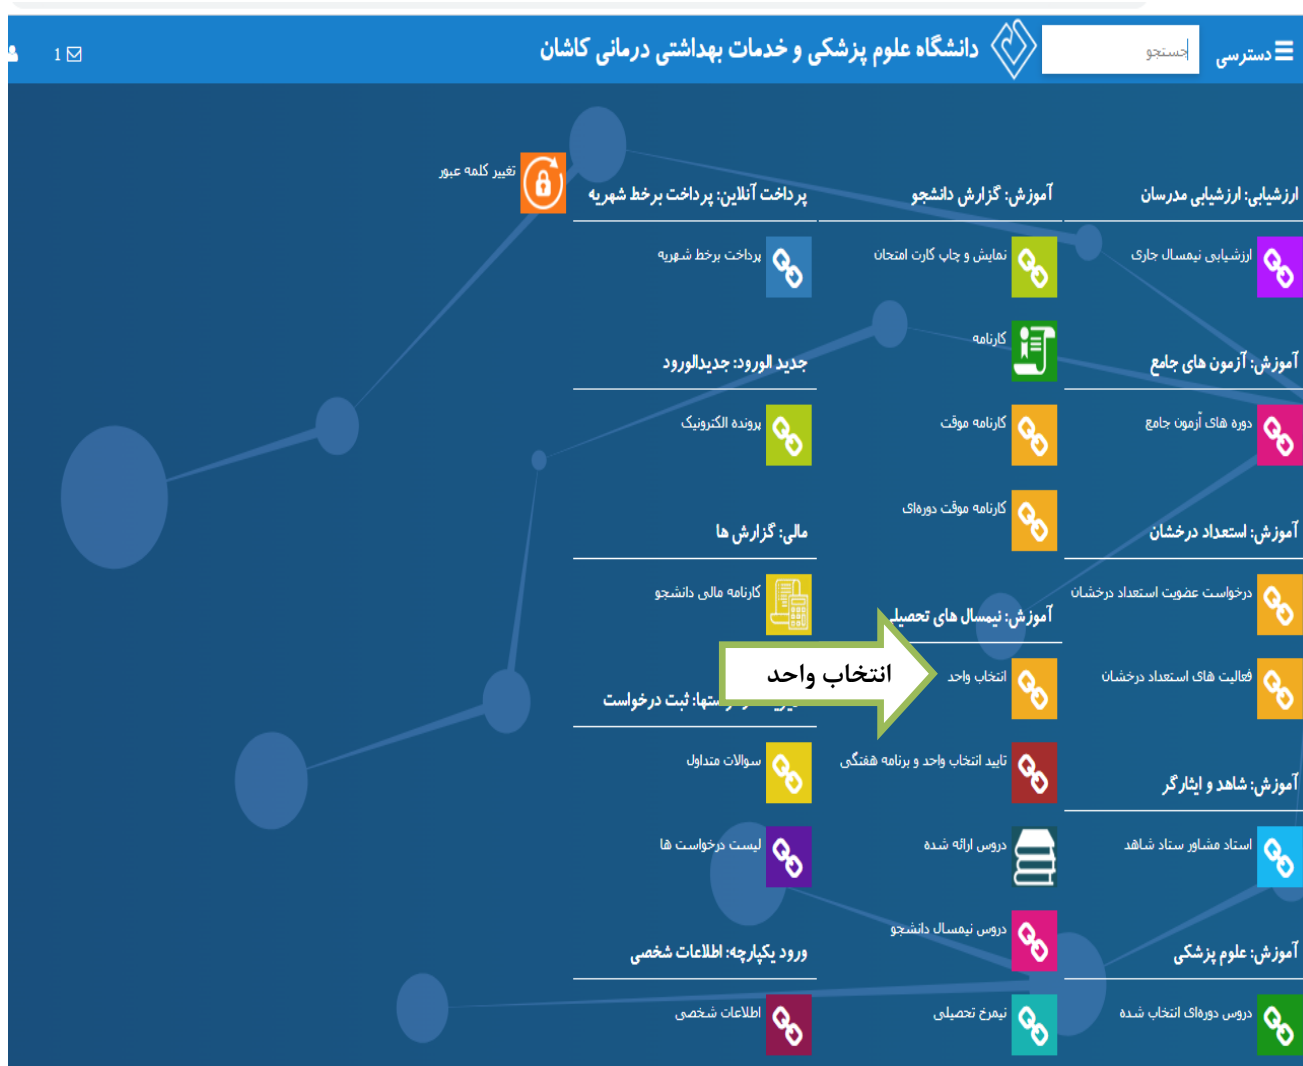 دسترسی
جستجو
دانشگاه علوم پزشکی و خدمات بهداشتی درمانی کاشان
1
ارزشیابی: ارزشیابی مدرسان
ارزشیابی نیمسال جاری
آموزش: آزمون های جامع
دوره های آزمون جامع
آموزش: استعداد درخشان
درخواست عضویت استعداد درخشان
فعالیت های استعداد درخشان
آموزش: شاهد و ایثارگر
استاد مشاور ستاد شاهد
آموزش: علوم پزشکی
دروس دوره‌ای انتخاب شده
آموزش: گزارش دانشجو
نمایش و چاپ کارت امتحان
کارنامه
کارنامه موقت
کارنامه موقت دوره‌ای
آموزش: نیمسال های تحصیلی
انتخاب واحد
انتخاب واحد
تایید انتخاب واحد و برنامه هفتگی
دروس ارائه شده
دروس نیمسال دانشجو
نیمرخ تحصیلی
پرداخت آنلاین: پرداخت برخط شهریه
پرداخت برخط شهریه
جدید الورود: جدیدالورود
پرونده الکترونیک
مالی: گزارش ها
کارنامه مالی دانشجو
ثبت درخواست
سوالات متداول
لیست درخواست ها
ورود یکپارچه: اطلاعات شخصی
اطلاعات شخصی
تغییر کلمه عبور